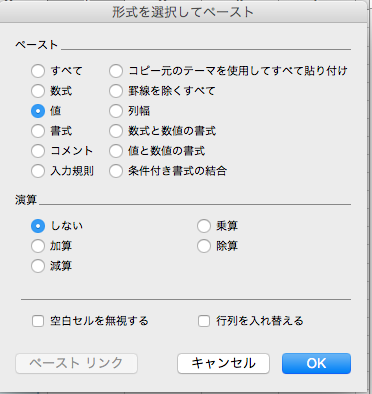 形式を選択してペースト
ペースト
すべて
コピー元のテーマを使用してすべて貼り付け
数式
罫線を除くすべて
値
列幅
書式
数式と数値の書式
コメント
値と数値の書式
入力規則
条件付き書式の結合
演算
しない
乗算
加算
除算
減算
空白セルを無視する
行列を入れ替える
ペースト リンク
キャンセル
OK